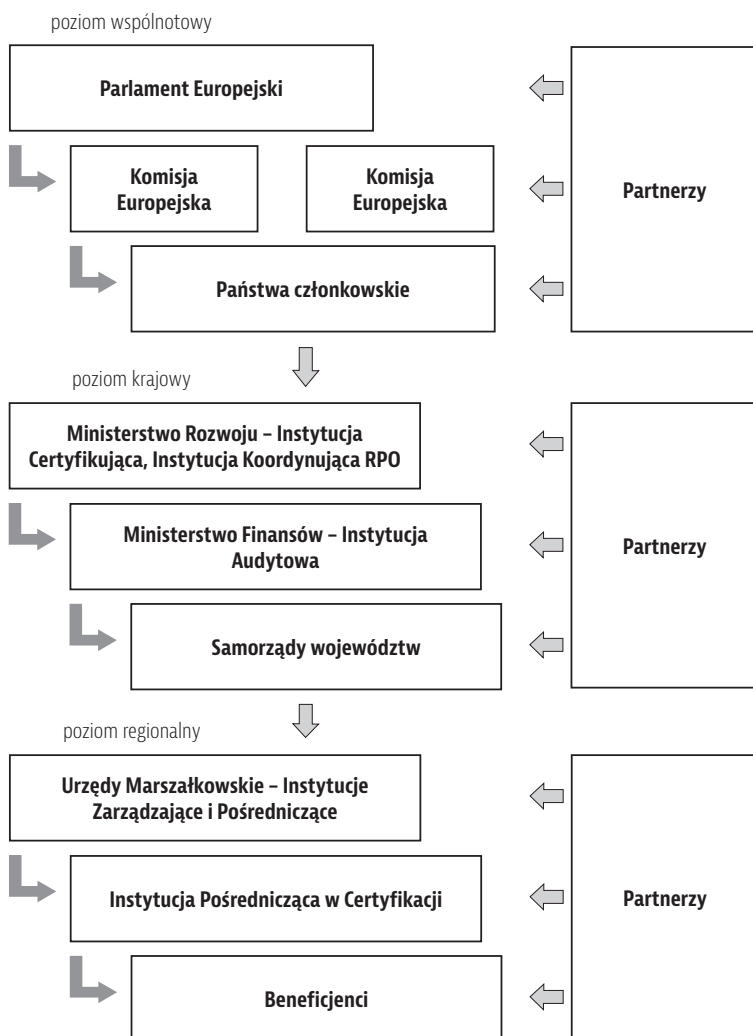 poziom wspólnotowy
Parlament Europejski
Komisja
Europejska
Komisja
Europejska
Państwa członkowskie
Partnerzy
poziom krajowy
Ministerstwo Rozwoju – Instytucja
Certyfikująca, Instytucja Koordynująca RPO
Ministerstwo Finansów – Instytucja
Audytowa
Samorządy województw
Partnerzy
poziom regionalny
Urzędy Marszałkowskie – Instytucje
Zarządzające i Pośredniczące
Instytucja Pośrednicząca w Certyfikacji
Beneficjenci
Partnerzy